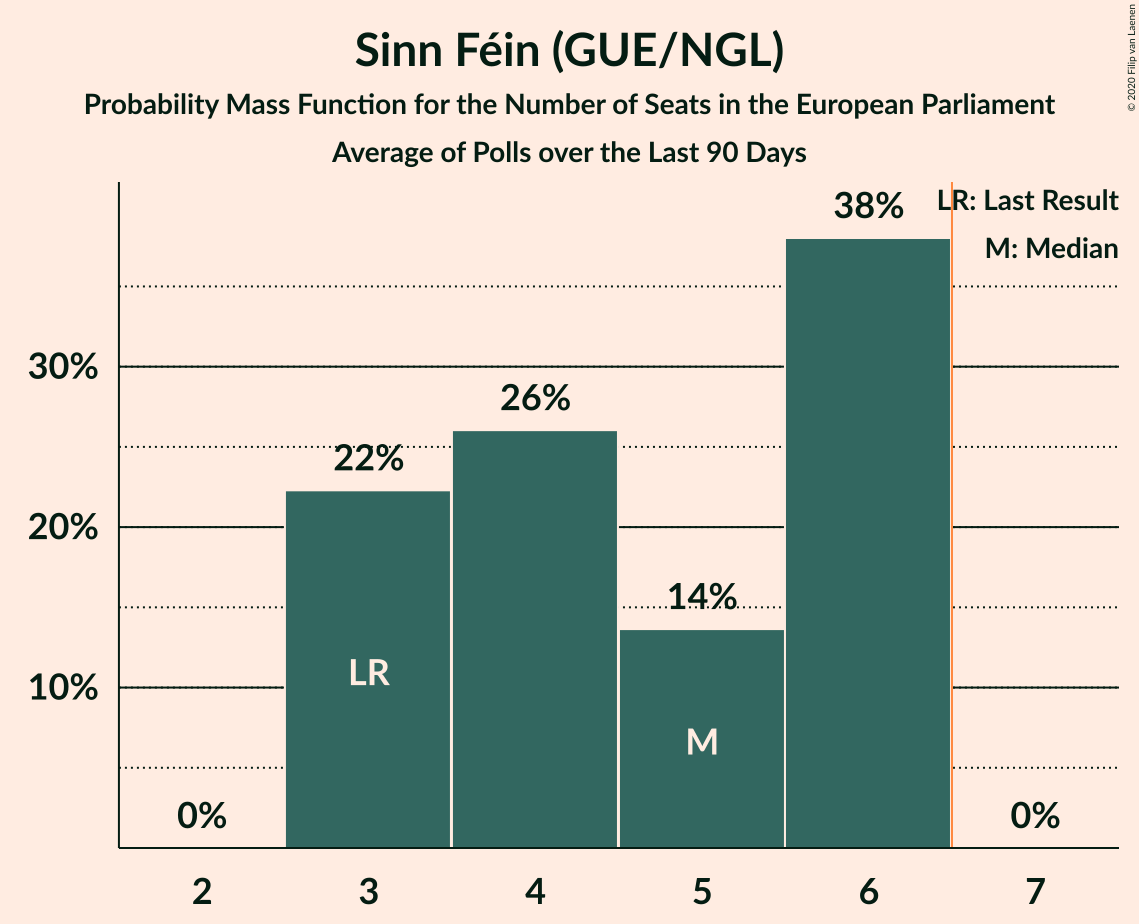 Sinn Féin (GUE/NGL)
Probability Mass Function for the Number of Seats in the European Parliament
Average of Polls over the Last 90 Days
© 2020 Filip van Laenen
LR: Last Result
M: Median
38%
30%
26%
22%
20%
14%
10%
LR
M
0%
0%
2 3 4 5 6 7